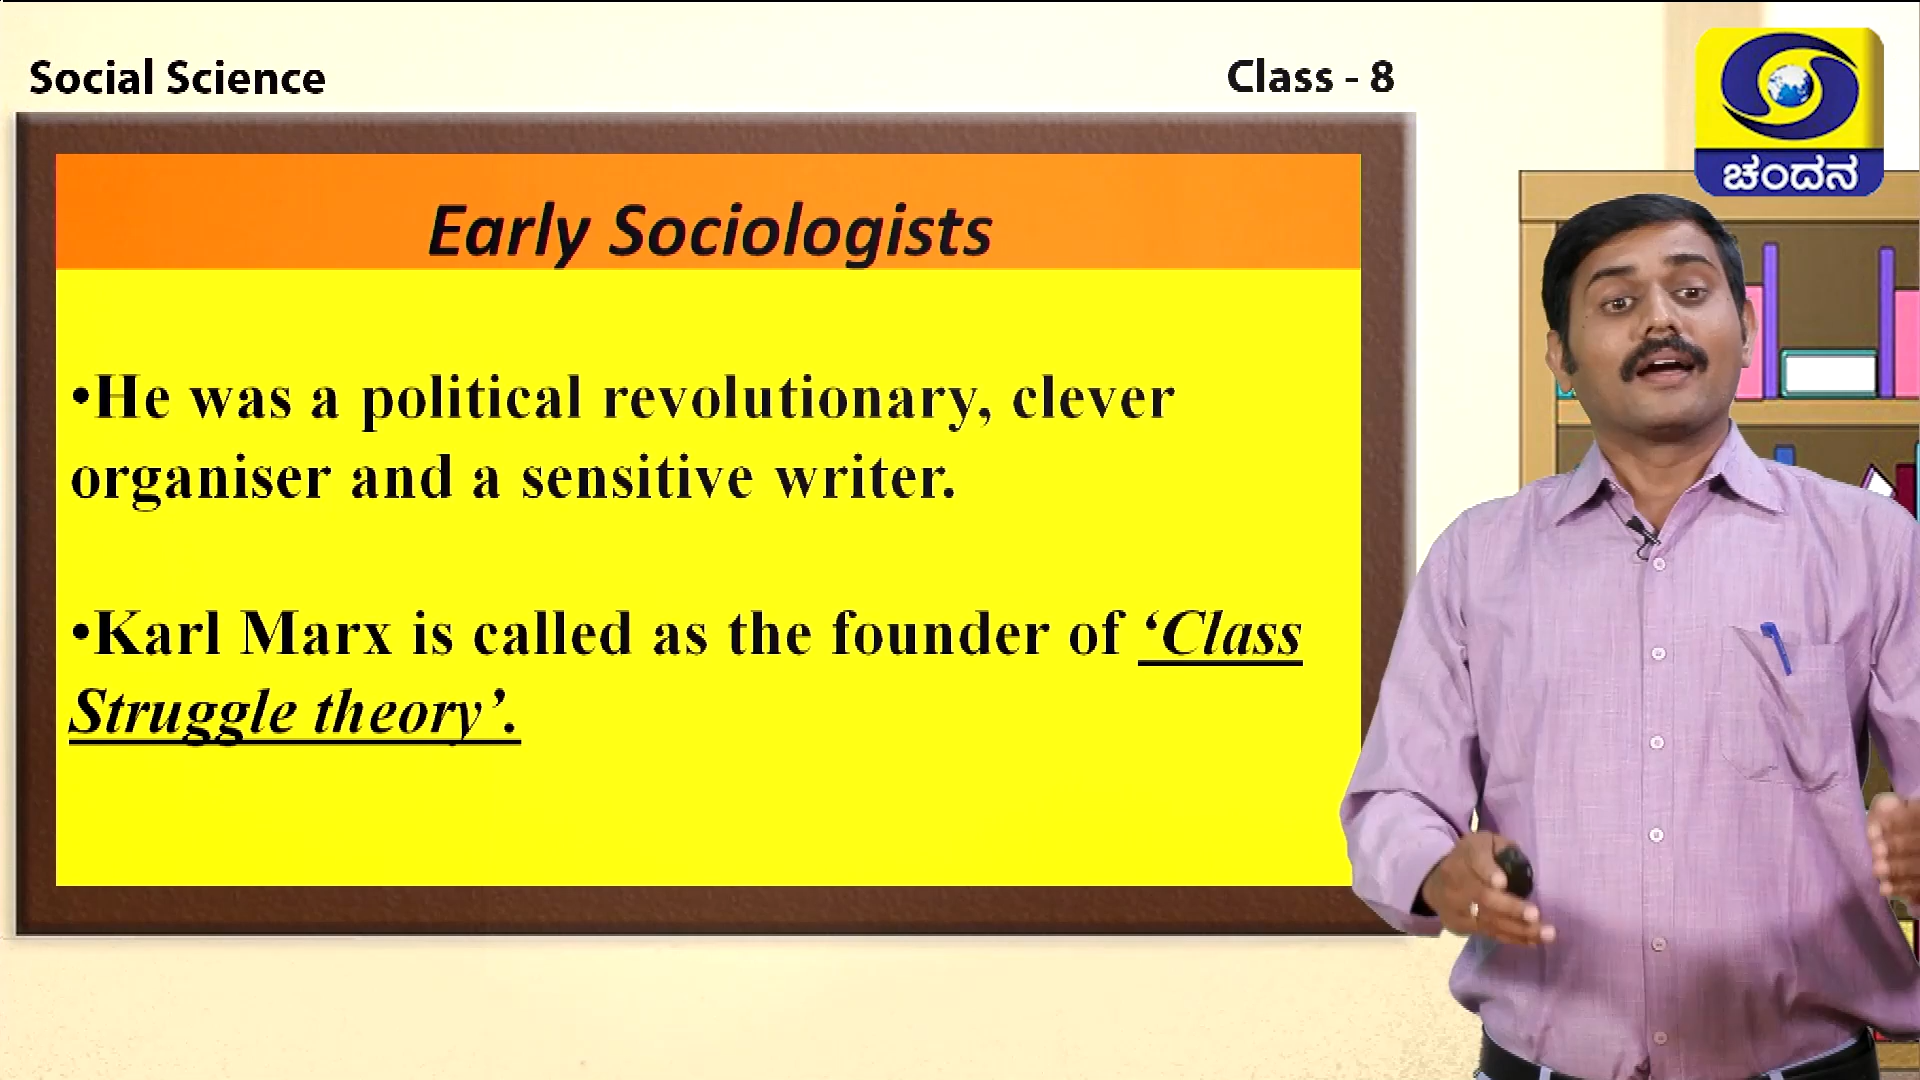 Social Science
Class - 8
ಚಂದನ
Early Sociologists
•He was a political revolutionary, clever
organiser and a sensitive writer.
•Karl Marx is called as the founder of ‘Class
Struggle theory’.